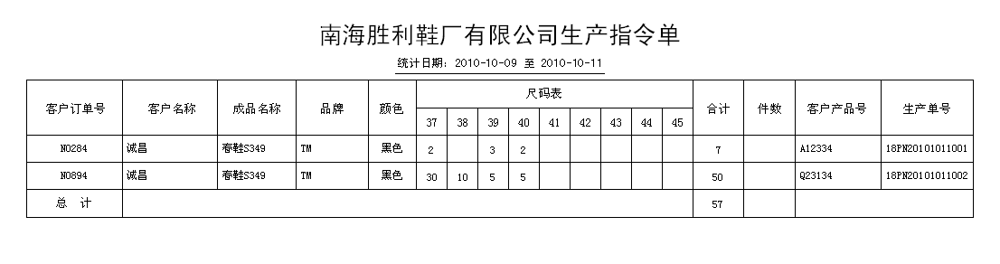 南海胜利鞋厂有限公司生产指令单
统计日期: 2010-10-09 至 2010-10-11
客户订单号 客户名称 成品名称 品牌 颜色 尺码表 合计 件数 客户产品号 生产单号
37 38 39 40 41 42 43 44 45
N0284 诚昌 春鞋S349 TM 黑色 2 3 2 7 A12334 18PN20101011001
N0894 诚昌 春鞋S349 TM 黑色 30 10 5 5 50 Q23134 18PN20101011002
总 计 57